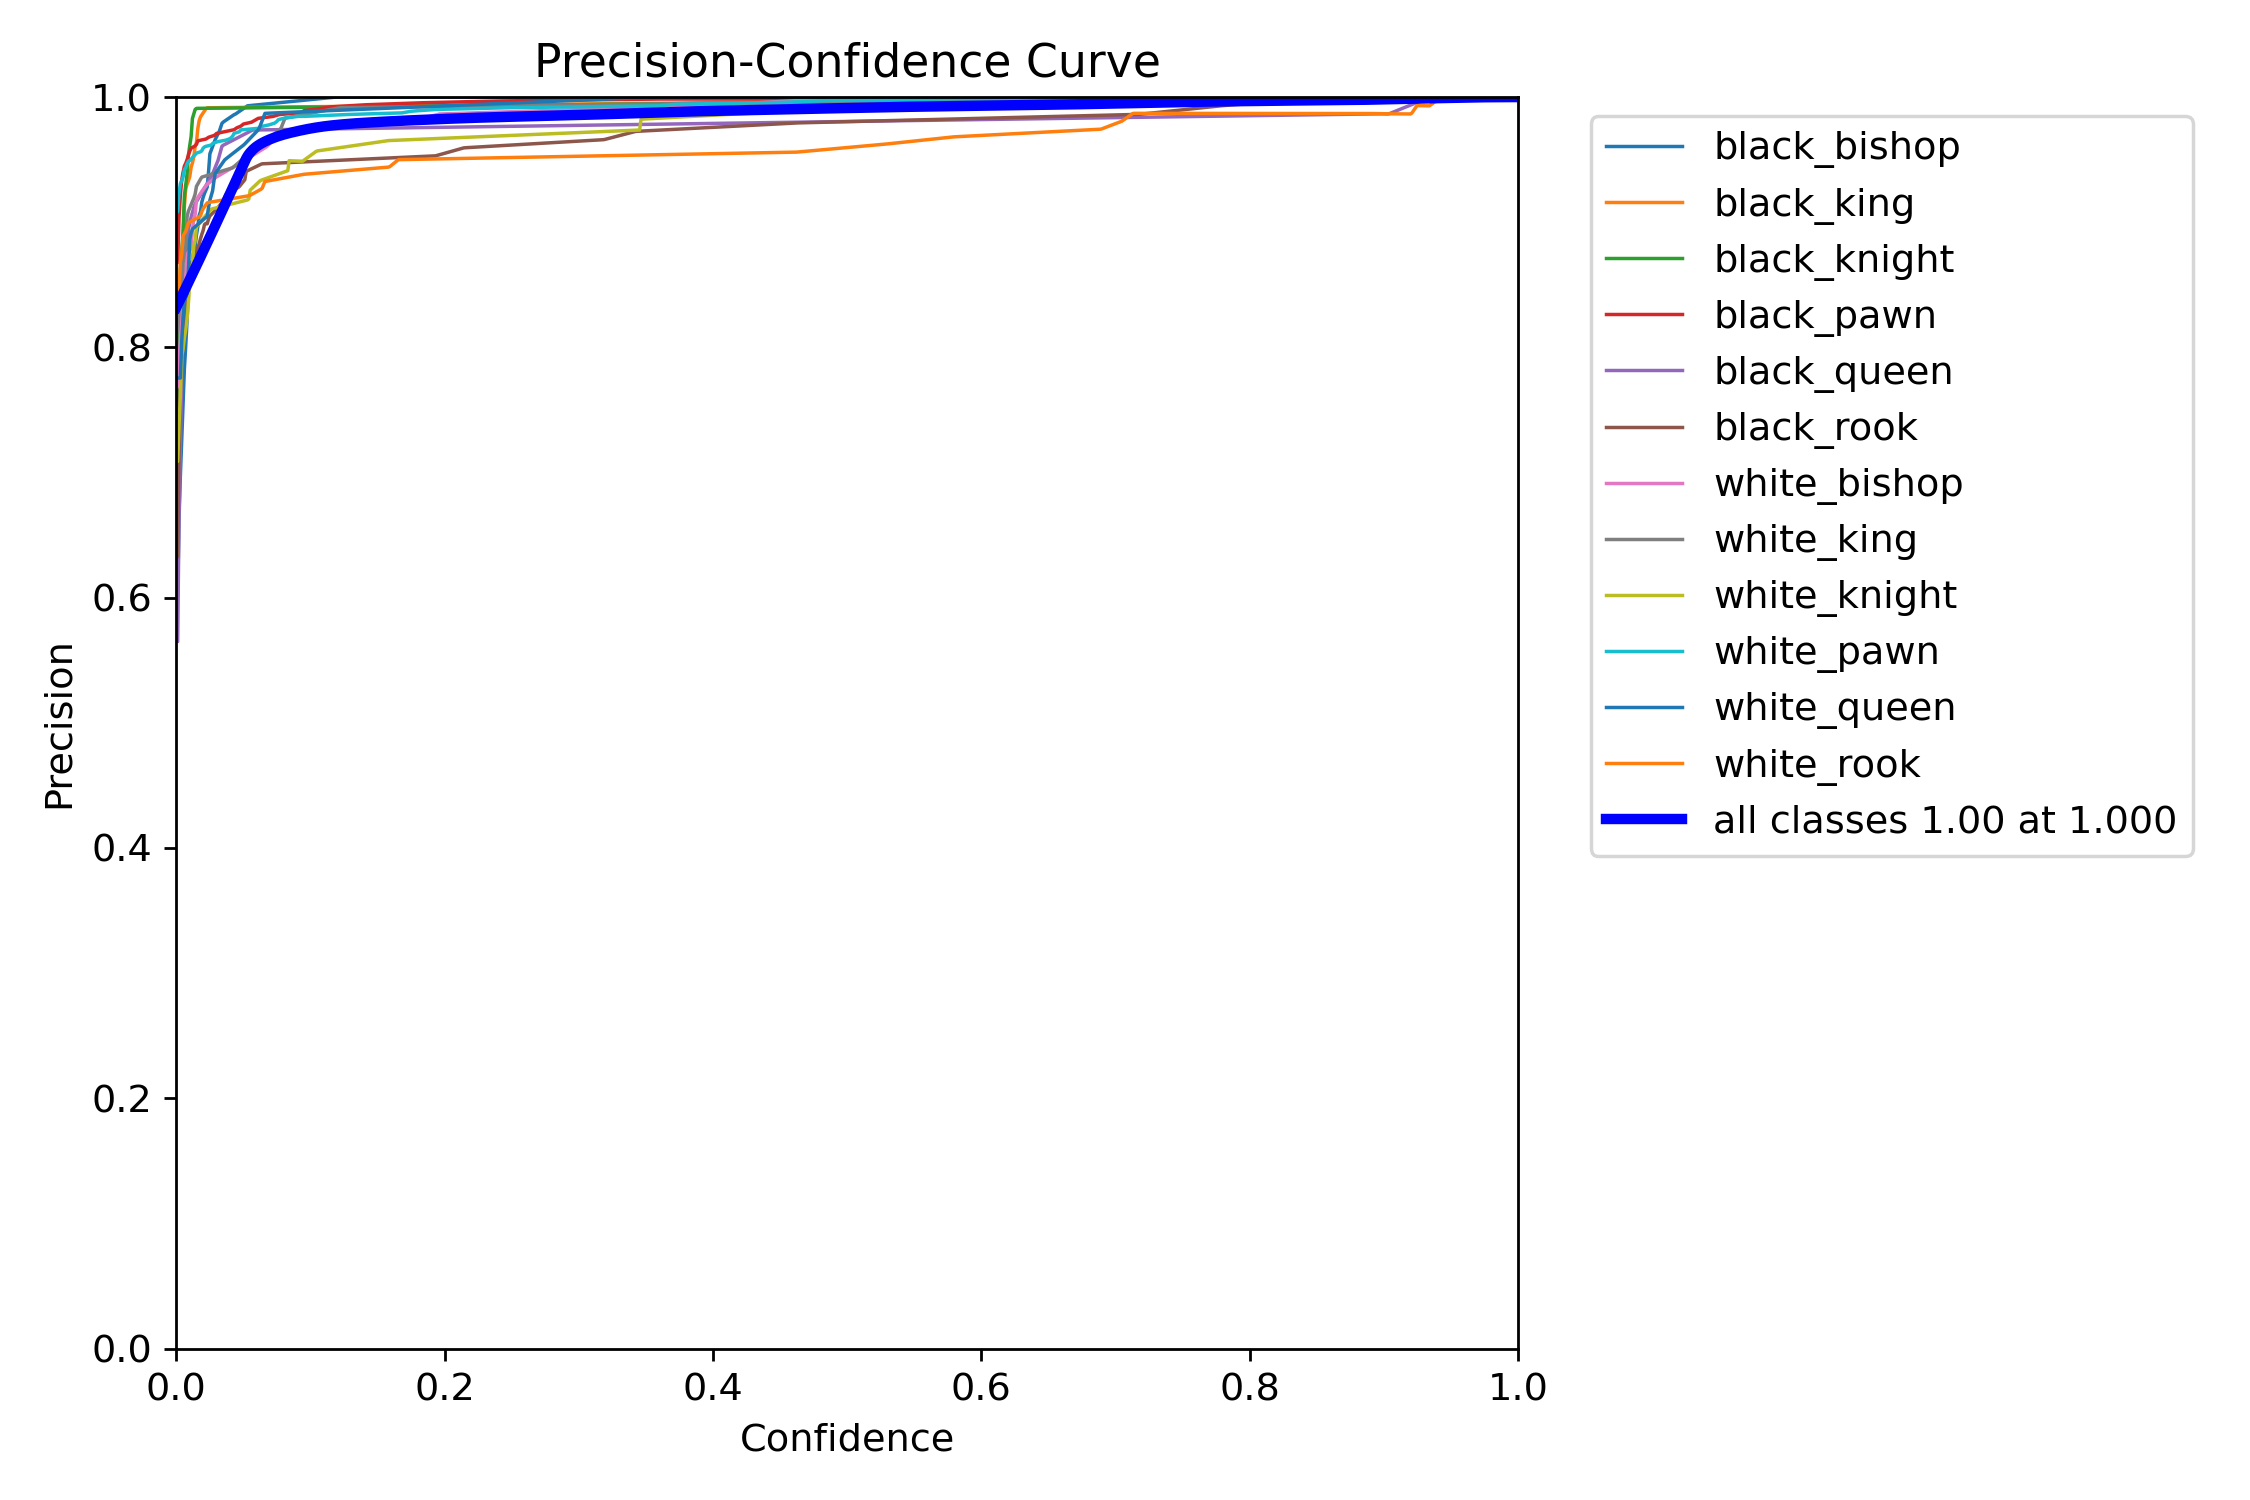 Precision-Confidence Curve
1.0
0.8
0.6
0.4
0.2
0.0
Precision
0.0 0.2 0.4 0.6 0.8 1.0
Confidence
black_bishop
black_king
black_knight
black_pawn
black_queen
black_rook
white_bishop
white_king
white_knight
white_pawn
white_queen
white_rook
all classes 1.00 at 1.000